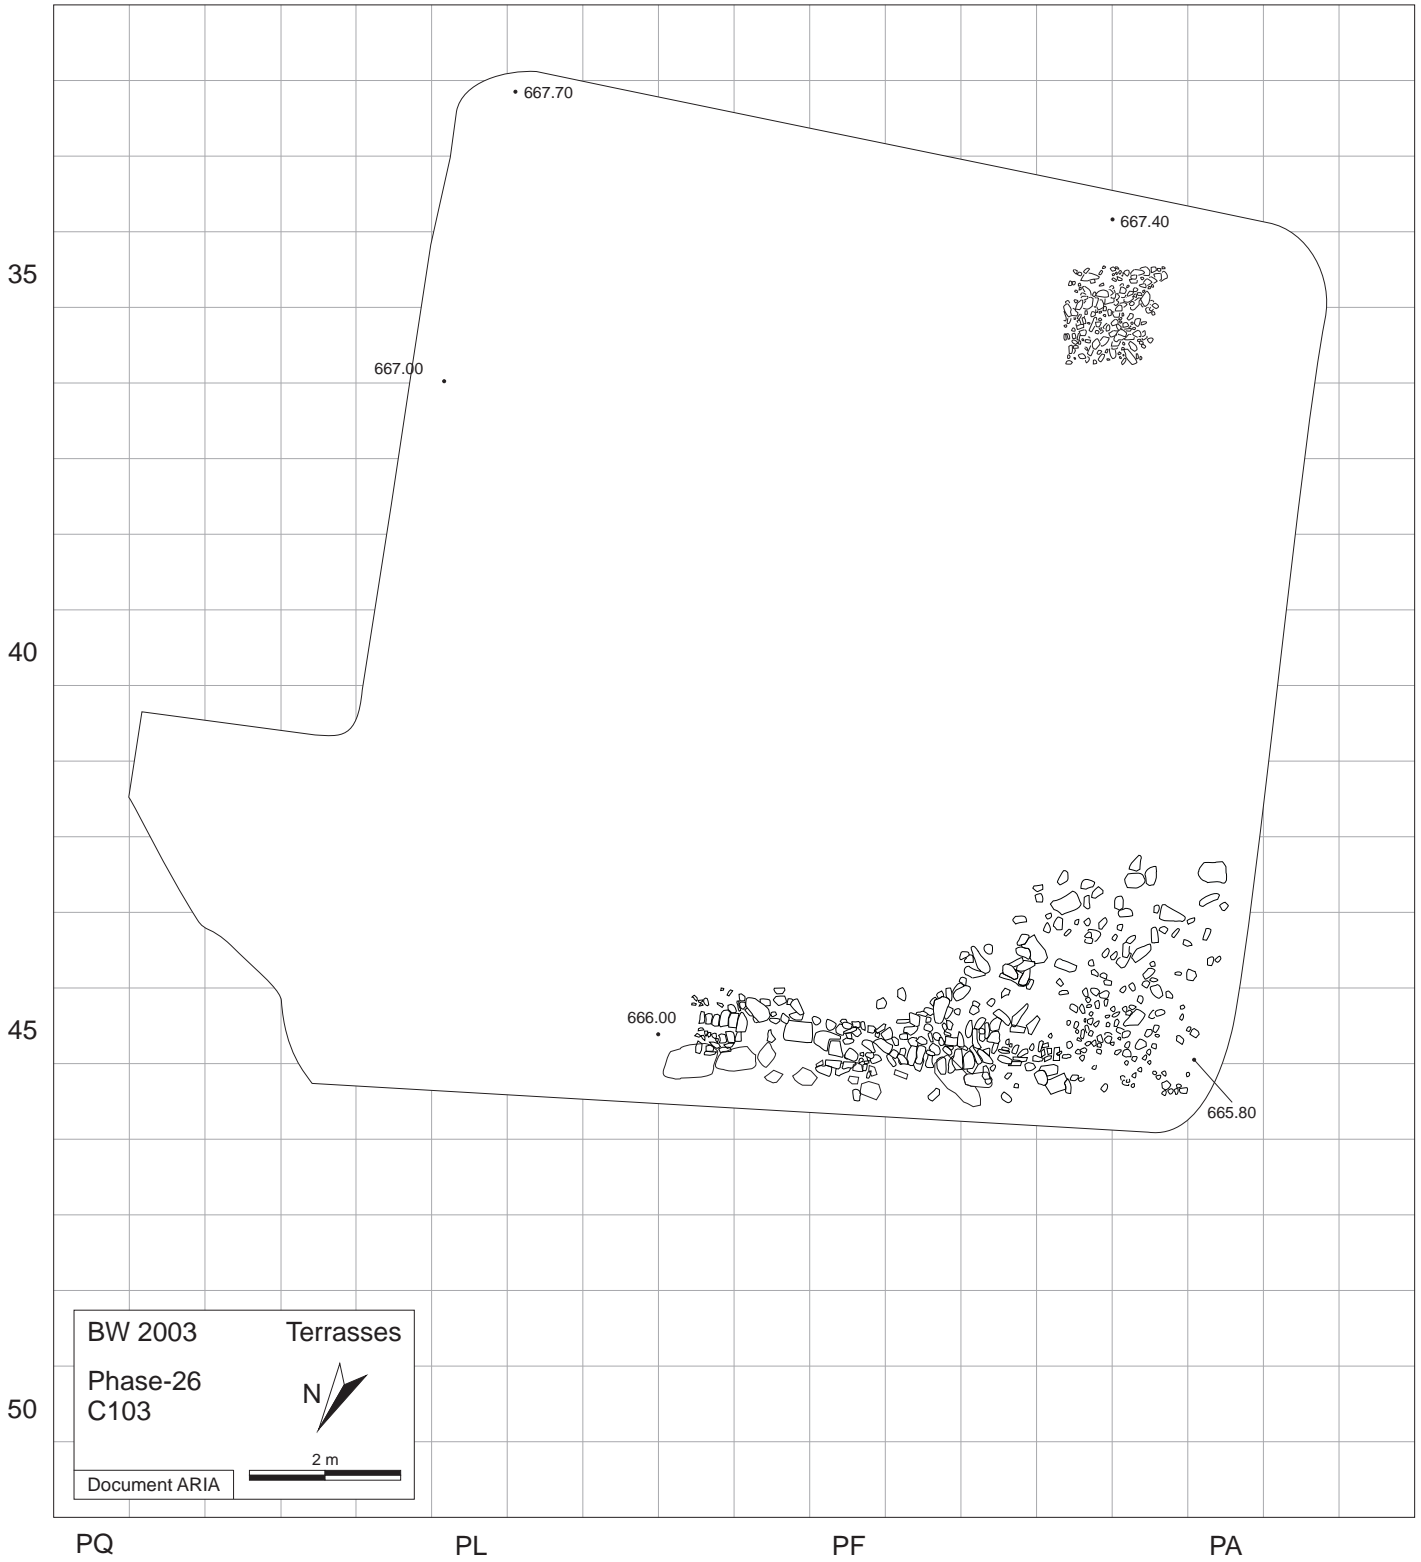 667.70
667.40
35
667.00
40
666.00
45
665.80
BW 2003 Terrasses
Phase-26
C103
N
50
2 m
Document ARIA
PQ PL PF PA